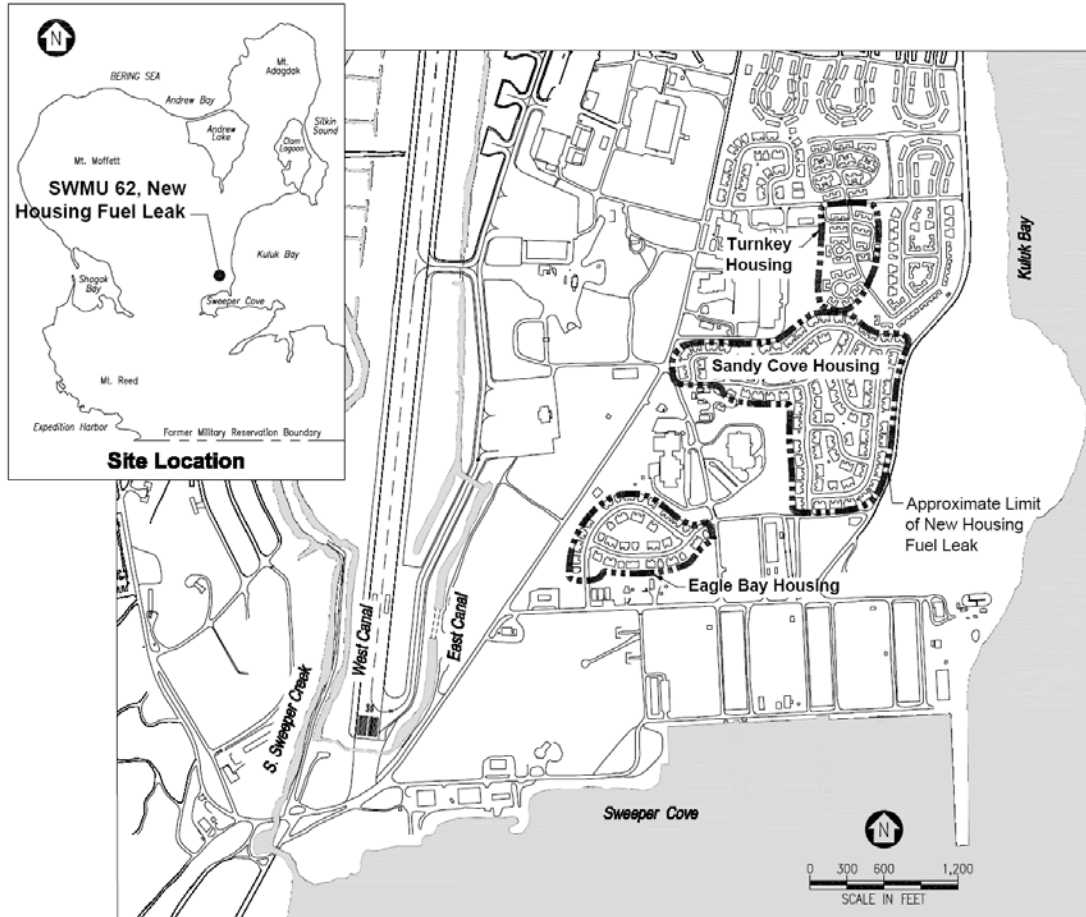 N
BERING SEA
Mt.
Adagdak
Andrew Bay
Andrew
Lake
Clam
Lagoon
Sitkin
Sound
Mt. Moffett
SWMU 62, New
Housing Fuel Leak
Kuluk Bay
Shagak
Bay
Sweeper Cove
Mt. Reed
Expedition Harbor
Former Military Reservation Boundary
Site Location
Turnkey
Housing
Kuluk Bay
Sandy Cove Housing
Approximate Limit
of New Housing
Fuel Leak
Eagle Bay Housing
West Canal
East Canal
S. Sweeper Creek
36
Sweeper Cove
N
0 300 600 1,200
SCALE IN FEET